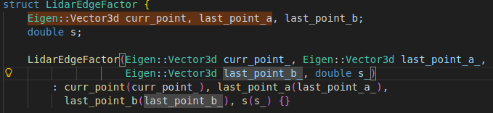 struct LidarEdgeFactor {
Eigen::Vector3d curr_point, last_point_a, last_point_b;
double s;
LidarEdgeFactor(Eigen::Vector3d curr_point_, Eigen::Vector3d last_point_a_,
Eigen::Vector3d last_point_b_, double s_)
: curr_point(curr_point_), last_point_a(last_point_a_),
last_point_b(last_point_b_), s(s_) {}